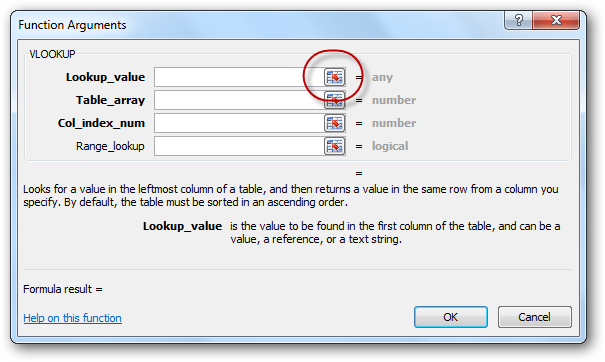 Function Arguments
VLOOKUP
Lookup_value = any
Table_array = number
Col_index_num = number
Range_lookup = logical
=
Looks for a value in the leftmost column of a table, and then returns a value in the same row from a column you
specify. By default, the table must be sorted in an ascending order.
Lookup_value is the value to be found in the first column of the table, and can be a
value, a reference, or a text string.
Formula result =
Help on this function
OK
Cancel